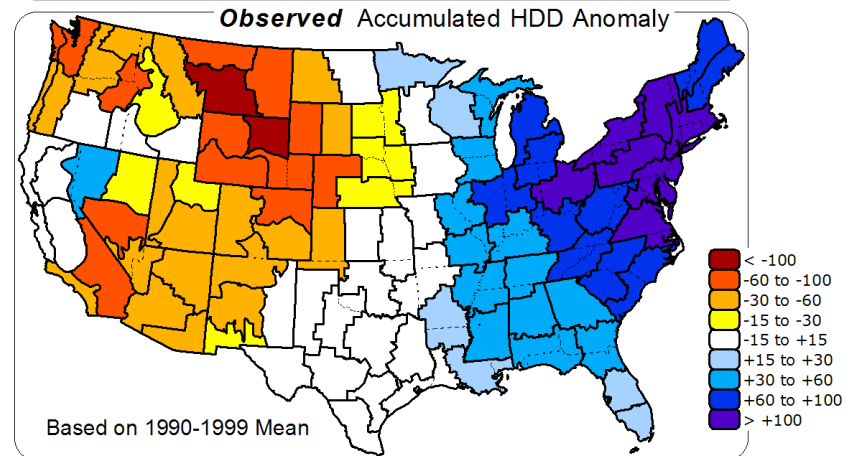 Observed Accumulated HDD Anomaly
< -100
-60 to -100
-30 to -60
-15 to -30
-15 to +15
+15 to +30
+30 to +60
+60 to +100
> +100
Based on 1990-1999 Mean